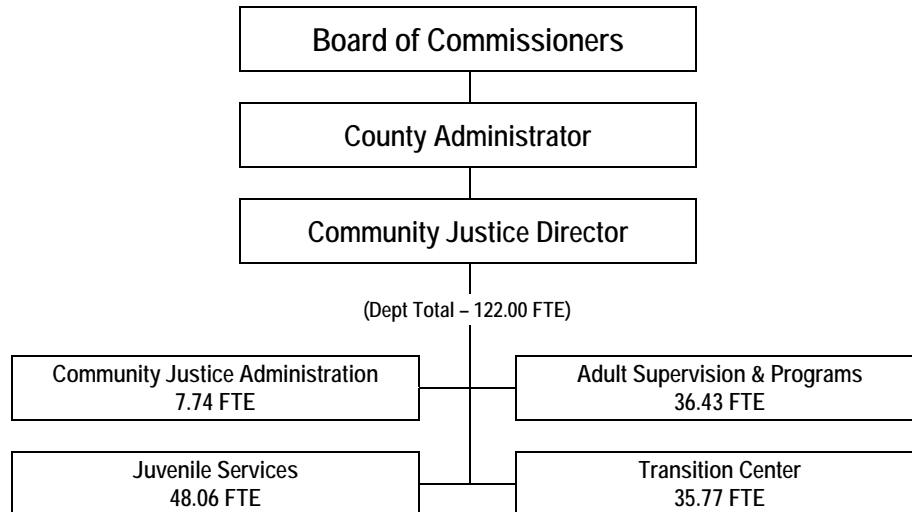 Board of Commissioners
County Administrator
Community Justice Director
(Dept Total – 122.00 FTE)
Community Justice Administration
7.74 FTE
Adult Supervision & Programs
36.43 FTE
Juvenile Services
48.06 FTE
Transition Center
35.77 FTE